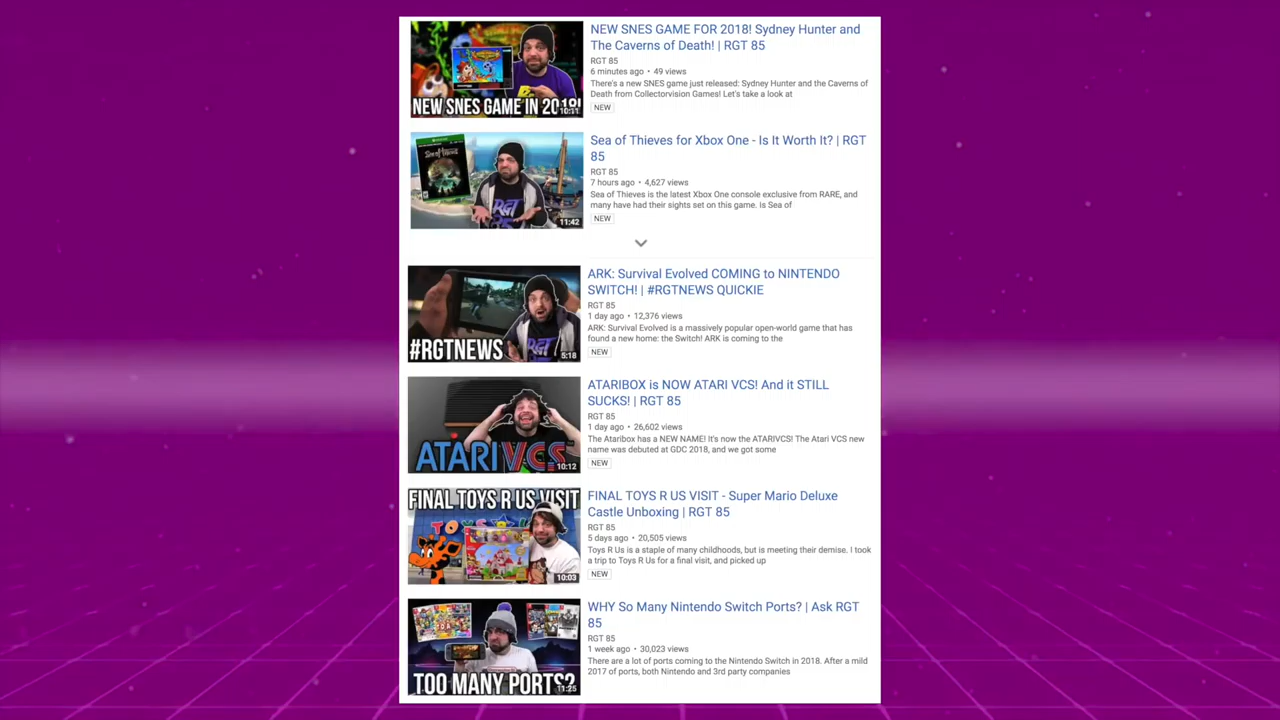 NEW SNES GAME IN 2018!
10:11
NEW SNES GAME FOR 2018! Sydney Hunter and
The Caverns of Death! | RGT 85
RGT 85
6 minutes ago • 49 views
There's a new SNES game just released: Sydney Hunter and the Caverns of
Death from Collectorvision Games! Let's take a look at
NEW
Sea of Thieves
RGT
85
11:42
Sea of Thieves for Xbox One - Is It Worth It? | RGT
85
RGT 85
7 hours ago • 4,627 views
Sea of Thieves is the latest Xbox One console exclusive from RARE, and
many have had their sights set on this game. Is Sea of
NEW
#RGTNEWS
5:18
ARK: Survival Evolved COMING to NINTENDO
SWITCH! | #RGTNEWS QUICKIE
RGT 85
1 day ago • 12,376 views
ARK: Survival Evolved is a massively popular open-world game that has
found a new home: the Switch! ARK is coming to the
NEW
ATARI VCS
10:12
ATARIBOX is NOW ATARI VCS! And it STILL
SUCKS! | RGT 85
RGT 85
1 day ago • 26,602 views
The Ataribox has a NEW NAME! It's now the ATARIVCS! The Atari VCS new
name was debuted at GDC 2018, and we got some
NEW
FINAL TOYS R US VISIT
10:03
FINAL TOYS R US VISIT - Super Mario Deluxe
Castle Unboxing | RGT 85
RGT 85
5 days ago • 20,505 views
Toys R Us is a staple of many childhoods, but is meeting their demise. I took
a trip to Toys R Us for a final visit, and picked up
NEW
TOO MANY PORTS?
11:25
WHY So Many Nintendo Switch Ports? | Ask RGT
85
RGT 85
1 week ago • 30,023 views
There are a lot of ports coming to the Nintendo Switch in 2018. After a mild
2017 of ports, both Nintendo and 3rd party companies